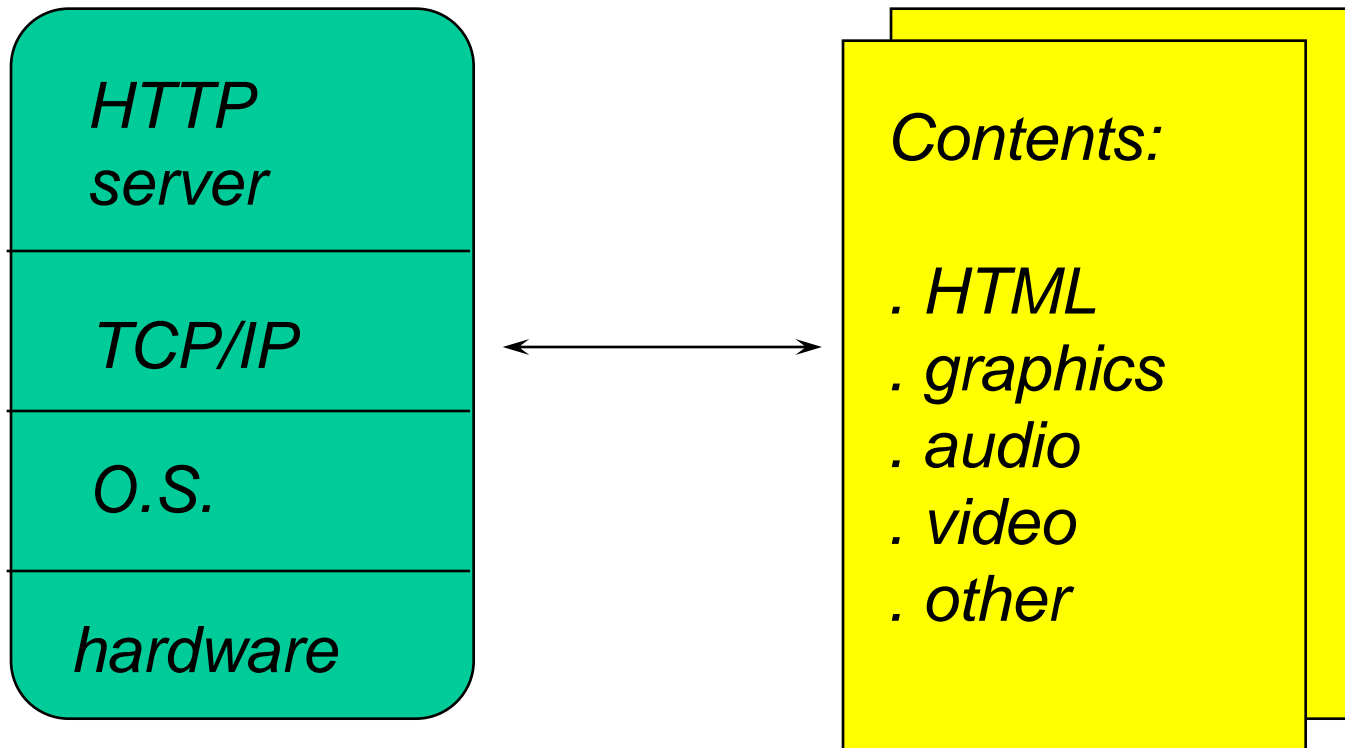 HTTP
server
TCP/IP
O.S.
hardware
Contents:
. HTML
. graphics
. audio
. video
. other